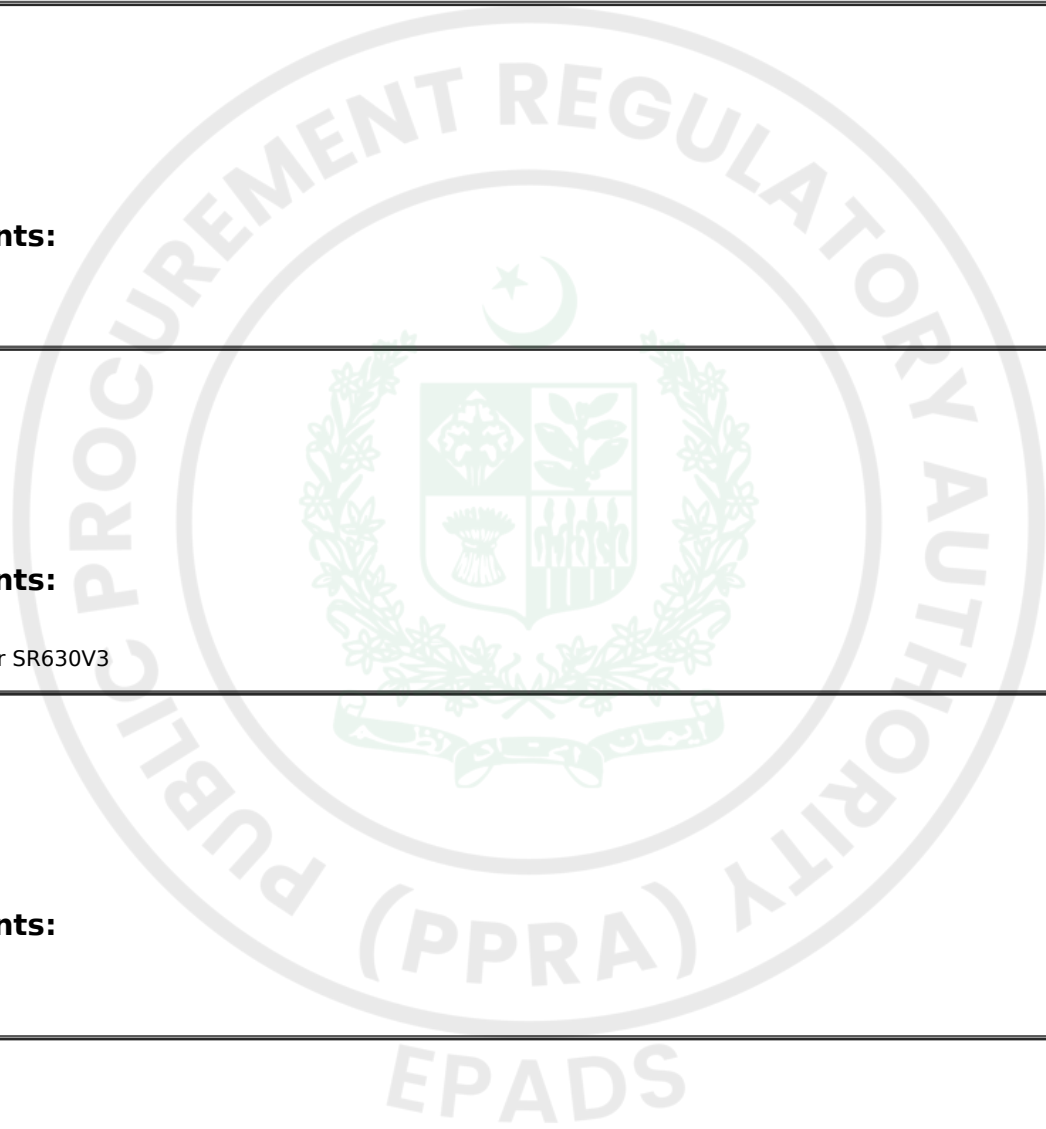 PUBLIC PROCUREMENT REGULATORY AUTHORITY
nts:
nts:
r SR630V3
nts:
(PPRA)
EPADS